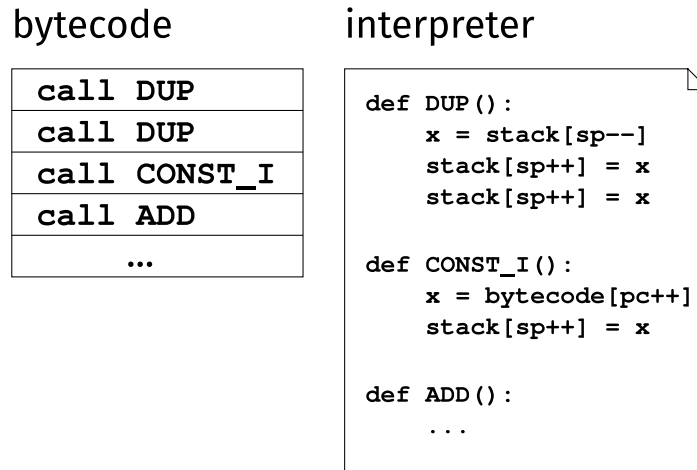 bytecode
call DUP
call DUP
call CONST_I
call ADD
...
interpreter
def DUP():
    x = stack[sp--]
    stack[sp++] = x
    stack[sp++] = x
def CONST_I():
    x = bytecode[pc++]
    stack[sp++] = x
def ADD():
    ...